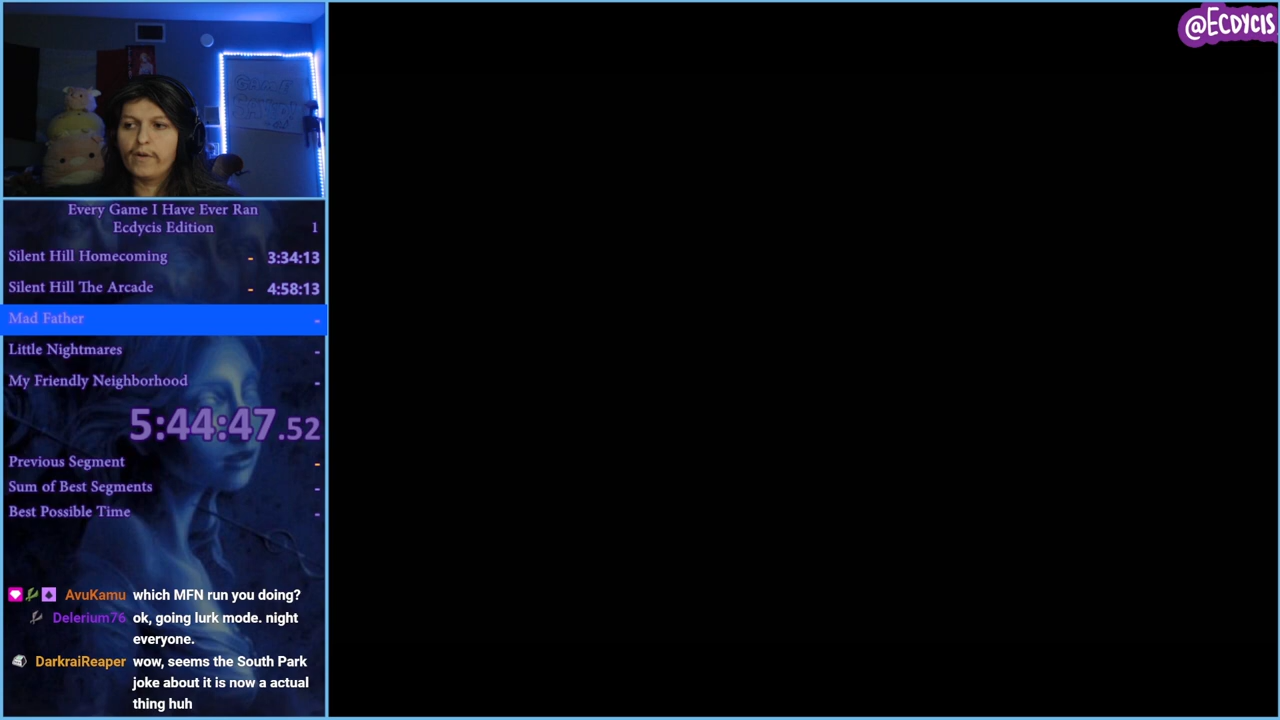 @ECDYCIS
GAME
Every Game I Have Ever Ran
Ecdycis Edition 1
Silent Hill Homecoming - 3:34:13
Silent Hill The Arcade - 4:58:13
Mad Father -
Little Nightmares -
My Friendly Neighborhood -
5:44:47.52
Previous Segment -
Sum of Best Segments -
Best Possible Time -
AvuKamu which MFN run you doing?
Delerium76 ok, going lurk mode. night
everyone.
DarkraiReaper wow, seems the South Park
joke about it is now a actual
thing huh